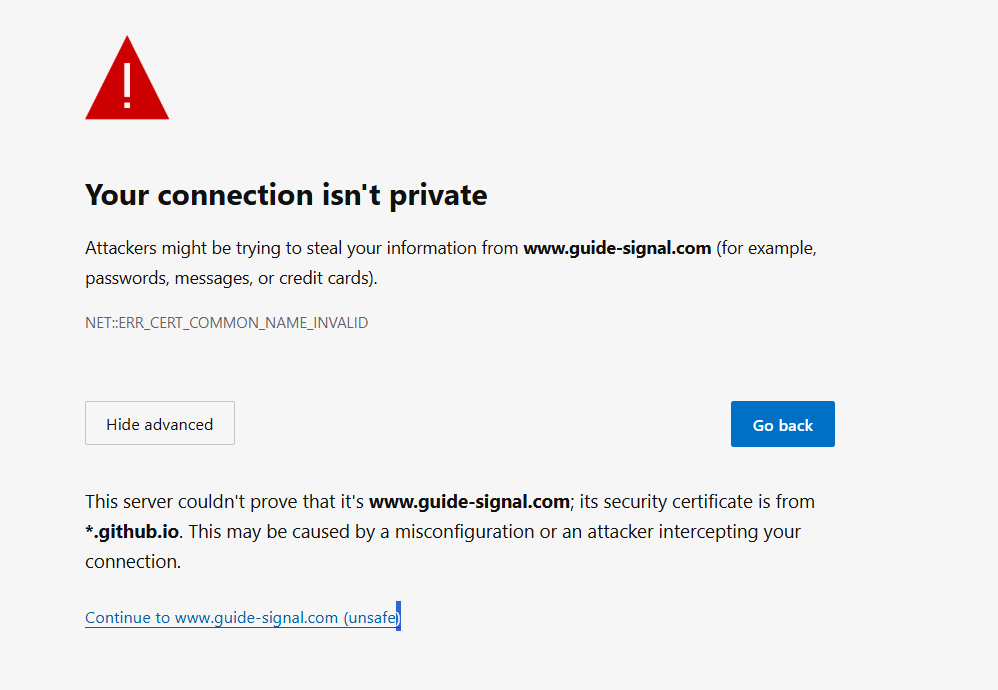 !
Your connection isn't private
Attackers might be trying to steal your information from www.guide-signal.com (for example,
passwords, messages, or credit cards).
NET::ERR_CERT_COMMON_NAME_INVALID
Hide advanced
Go back
This server couldn't prove that it's www.guide-signal.com; its security certificate is from
*.github.io. This may be caused by a misconfiguration or an attacker intercepting your
connection.
Continue to www.guide-signal.com (unsafe)